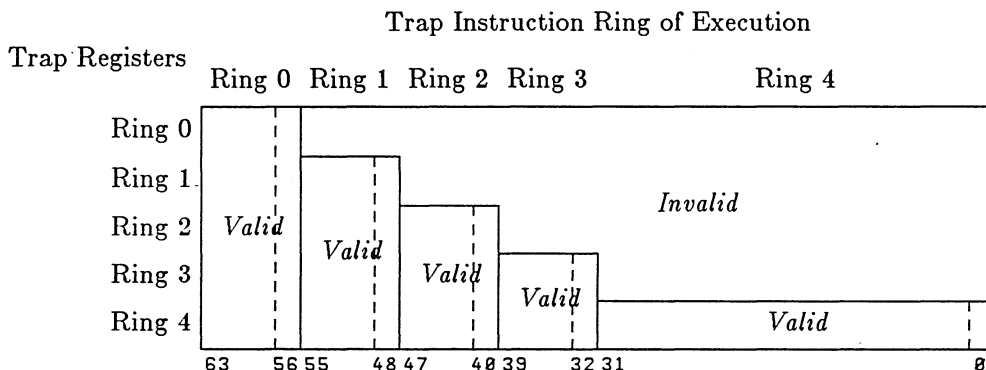 Trap Instruction Ring of Execution
Trap Registers
Ring 0 Ring 1 Ring 2 Ring 3 Ring 4
Ring 0
Ring 1
Invalid
Ring 2 Valid
Valid
Ring 3 Valid
Valid
Ring 4 Valid
63 56 55 48 47 40 39 32 31 0